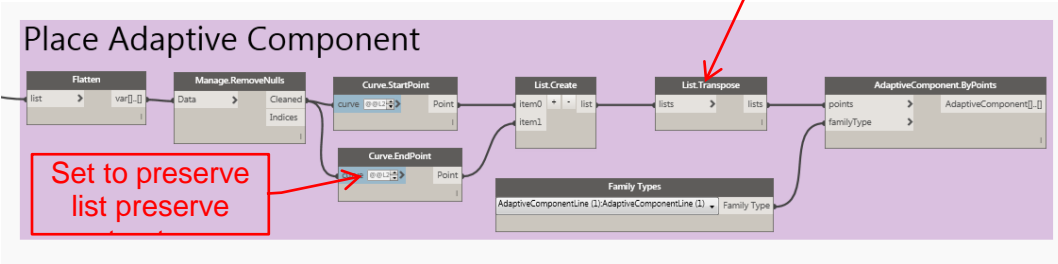 Place Adaptive Component
Flatten
list > var[]..[]
Manage.RemoveNulls
Data > Cleaned
Indices
Curve.StartPoint
curve @@L2 > Point
Curve.EndPoint
curve @@L2 > Point
List.Create
item0 + - list
item1
List.Transpose
lists > lists
AdaptiveComponent.ByPoints
points > AdaptiveComponent[]..[]
familyType >
Family Types
AdaptiveComponentLine (1):AdaptiveComponentLine (1) Family Type
Set to preserve
list preserve